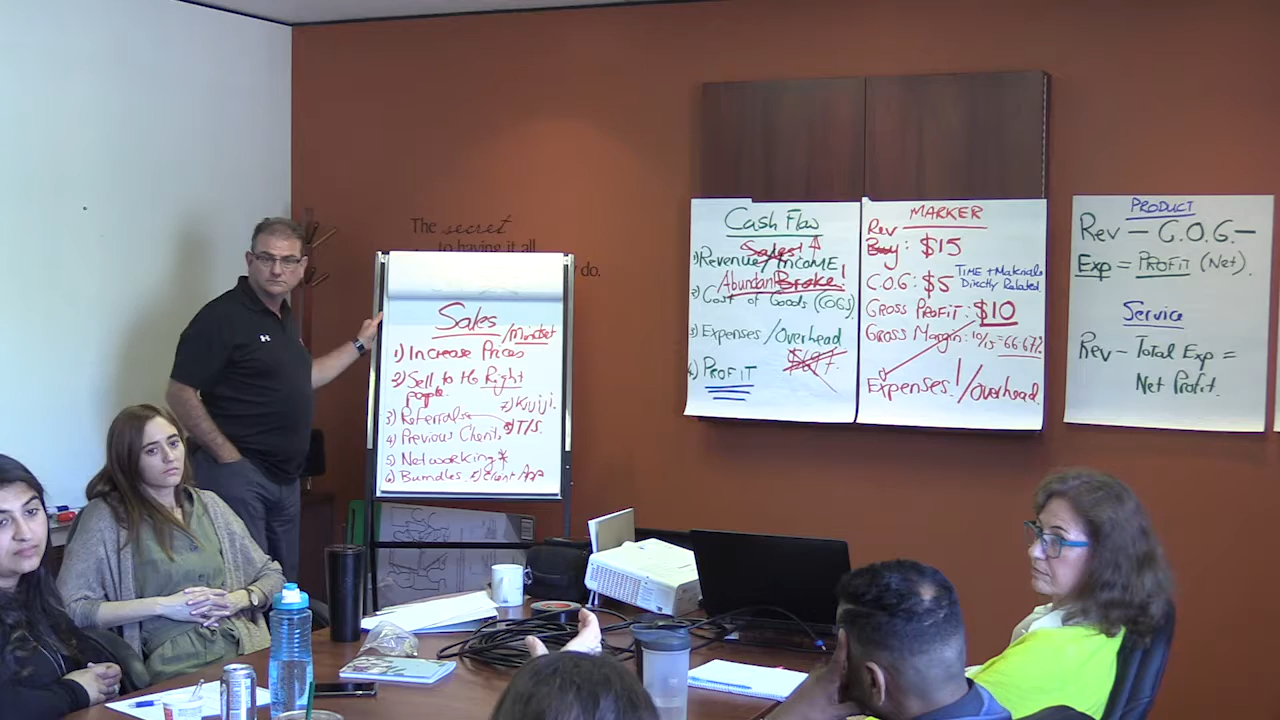 The secret
to having it all
do.
Sales
/Mindset
1) Increase Prices
2) Sell to the Right
people.
7) Kijiji.
3) Referrals
8) T/S.
4) Previous Clients
5) Networking *
6) Bundles
Client App
Cash Flow
Sales!
1) Revenue/INCOME
Abundant Broke!
2) Cost of Goods (COGS)
3) Expenses/Overhead
4) PROFIT
MARKER
Rev
Buy: $15
C.O.G: $5 TIME + Materials
Directly Related.
GROSS PROFIT: $10
Gross Margin: 10/15 = 66.67%
Expenses!/Overhead.
PRODUCT
Rev - C.O.G. -
Exp = PROFIT (Net).
Service
Rev - Total Exp =
Net Profit.